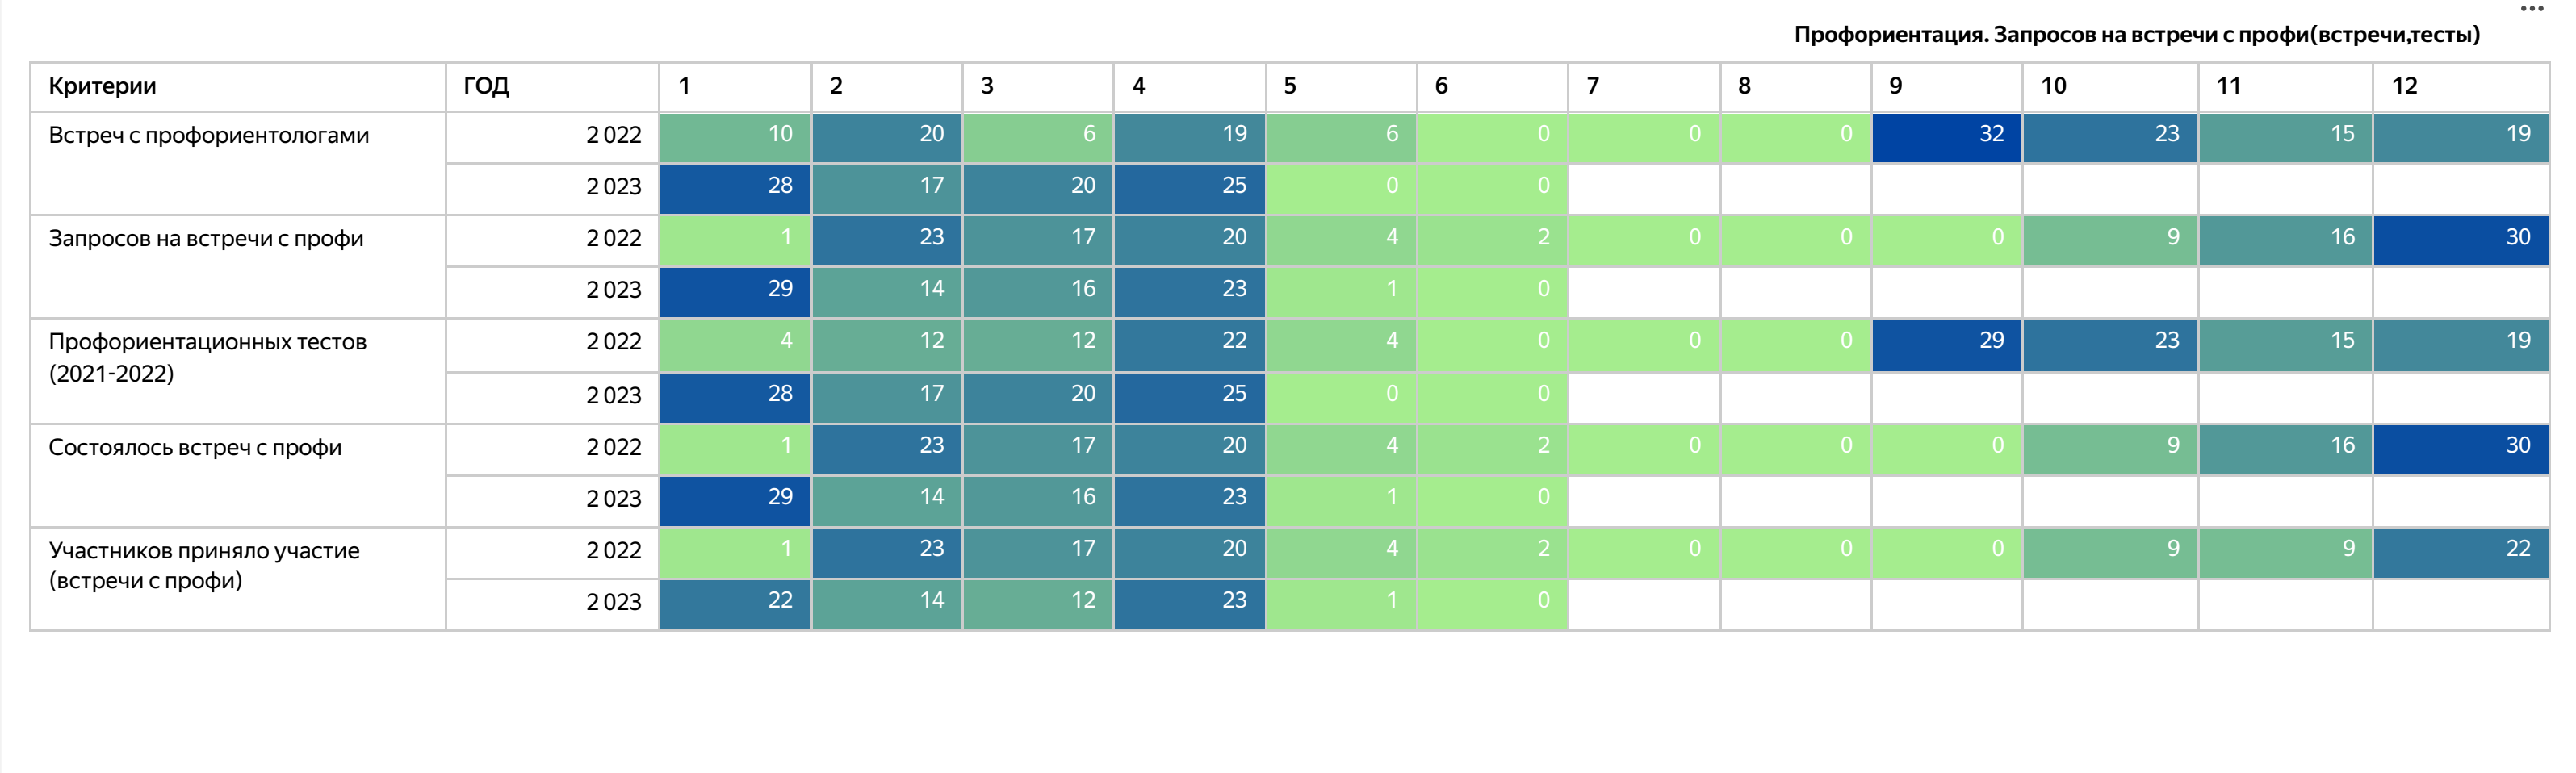 Профориентация. Запросов на встречи с профи(встречи,тесты)
Критерии ГОД 1 2 3 4 5 6 7 8 9 10 11 12
Встреч с профориентологами 2 022 10 20 6 19 6 0 0 0 32 23 15 19
2 023 28 17 20 25 0 0
Запросов на встречи с профи 2 022 1 23 17 20 4 2 0 0 0 9 16 30
2 023 29 14 16 23 1 0
Профориентационных тестов 2 022 4 12 12 22 4 0 0 0 29 23 15 19
(2021-2022)
2 023 28 17 20 25 0 0
Состоялось встреч с профи 2 022 1 23 17 20 4 2 0 0 0 9 16 30
2 023 29 14 16 23 1 0
Участников приняло участие 2 022 1 23 17 20 4 2 0 0 0 9 9 22
(встречи с профи)
2 023 22 14 12 23 1 0